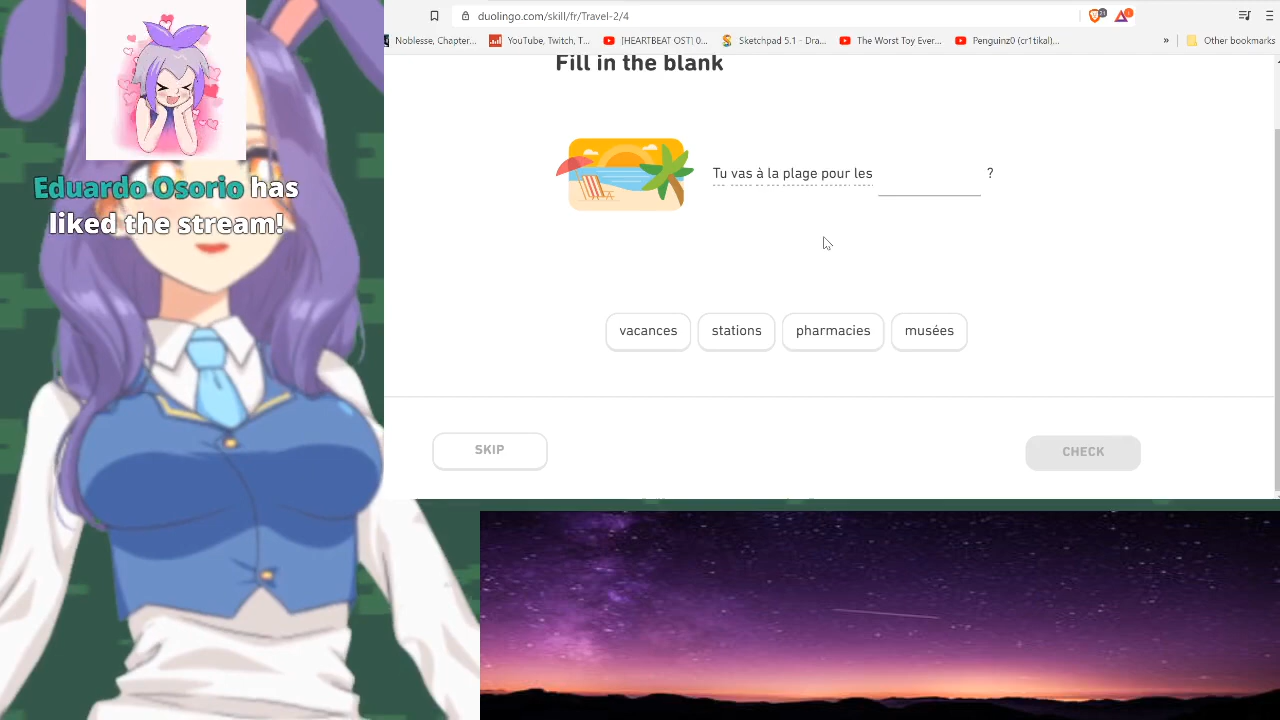 duolingo.com/skill/fr/Travel-2/4
Noblesse, Chapter...
YouTube, Twitch, T...
[HEARTBEAT OST] 0...
Sketchpad 5.1 - Dra...
The Worst Toy Ever...
Penguinz0 (cr1tikal)...
»
Other bookmarks
Fill in the blank
Tu vas à la plage pour les ?
vacances
stations
pharmacies
musées
SKIP
CHECK
Eduardo Osorio has
liked the stream!